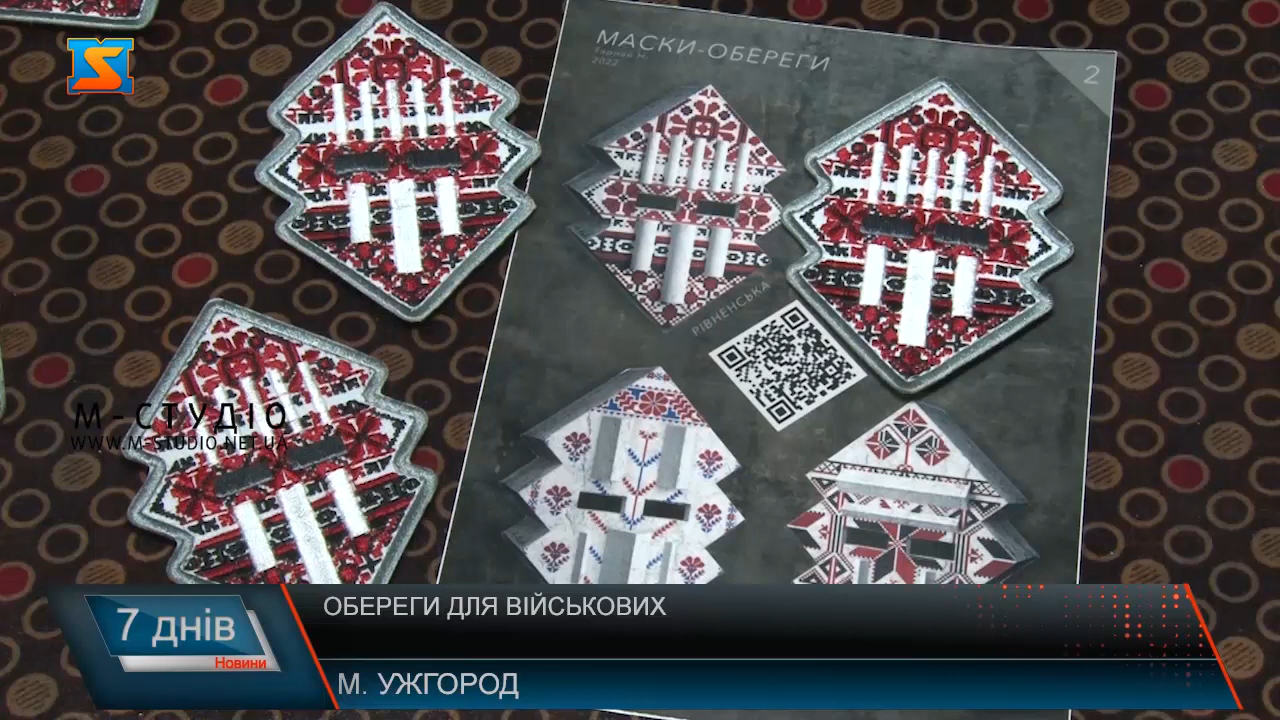 МАСКИ-ОБЕРЕГИ
2022
2
РІВНЕНСЬКА
М-СТУДІО
WWW.M-STUDIO.NET.UA
7 днів
Новини
ОБЕРЕГИ ДЛЯ ВІЙСЬКОВИХ
М. УЖГОРОД